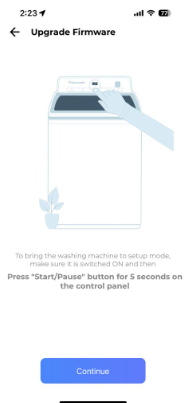 2:23
77
Upgrade Firmware
To bring the washing machine to setup mode,
make sure it is switched ON and then
Press "Start/Pause" button for 5 seconds on
the control panel
Continue